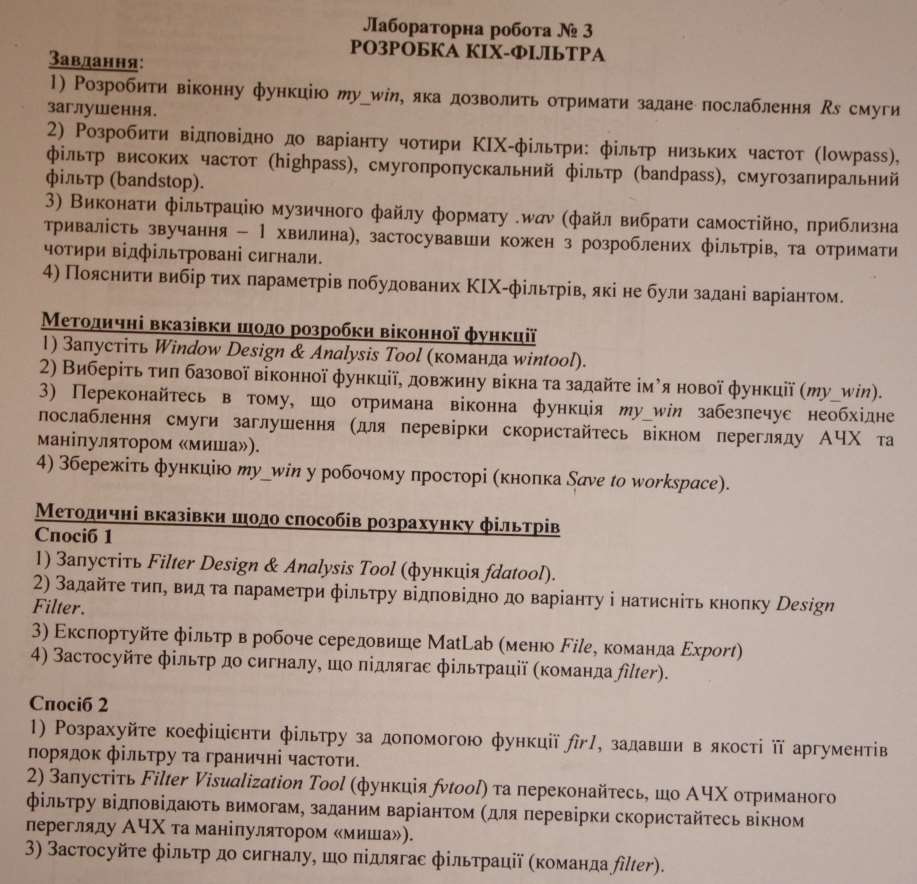 Лабораторна робота № 3
РОЗРОБКА КІХ-ФІЛЬТРА
Завдання:
1) Розробити віконну функцію my_win, яка дозволить отримати задане послаблення Rs смуги
заглушення.
2) Розробити відповідно до варіанту чотири КІХ-фільтри: фільтр низьких частот (lowpass),
фільтр високих частот (highpass), смугопропускальний фільтр (bandpass), смугозапиральний
фільтр (bandstop).
3) Виконати фільтрацію музичного файлу формату .wav (файл вибрати самостійно, приблизна
тривалість звучання – 1 хвилина), застосувавши кожен з розроблених фільтрів, та отримати
чотири відфільтровані сигнали.
4) Пояснити вибір тих параметрів побудованих КІХ-фільтрів, які не були задані варіантом.
Методичні вказівки щодо розробки віконної функції
1) Запустіть Window Design & Analysis Tool (команда wintool).
2) Виберіть тип базової віконної функції, довжину вікна та задайте ім’я нової функції (my_win).
3) Переконайтесь в тому, що отримана віконна функція my_win забезпечує необхідне
послаблення смуги заглушення (для перевірки скористайтесь вікном перегляду АЧХ та
маніпулятором «миша»).
4) Збережіть функцію my_win у робочому просторі (кнопка Save to workspace).
Методичні вказівки щодо способів розрахунку фільтрів
Спосіб 1
1) Запустіть Filter Design & Analysis Tool (функція fdatool).
2) Задайте тип, вид та параметри фільтру відповідно до варіанту і натисніть кнопку Design
Filter.
3) Експортуйте фільтр в робоче середовище MatLab (меню File, команда Export)
4) Застосуйте фільтр до сигналу, що підлягає фільтрації (команда filter).
Спосіб 2
1) Розрахуйте коефіцієнти фільтру за допомогою функції fir1, задавши в якості її аргументів
порядок фільтру та граничні частоти.
2) Запустіть Filter Visualization Tool (функція fvtool) та переконайтесь, що АЧХ отриманого
фільтру відповідають вимогам, заданим варіантом (для перевірки скористайтесь вікном
перегляду АЧХ та маніпулятором «миша»).
3) Застосуйте фільтр до сигналу, що підлягає фільтрації (команда filter).